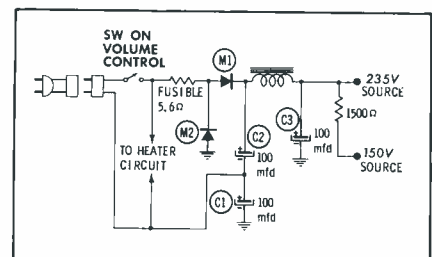 SW ON
VOLUME
CONTROL
M1
FUSIBLE
5.6Ω
M2
TO HEATER
CIRCUIT
C2
100
mfd
C1
100
mfd
C3
100
mfd
235V
SOURCE
1500Ω
150V
SOURCE